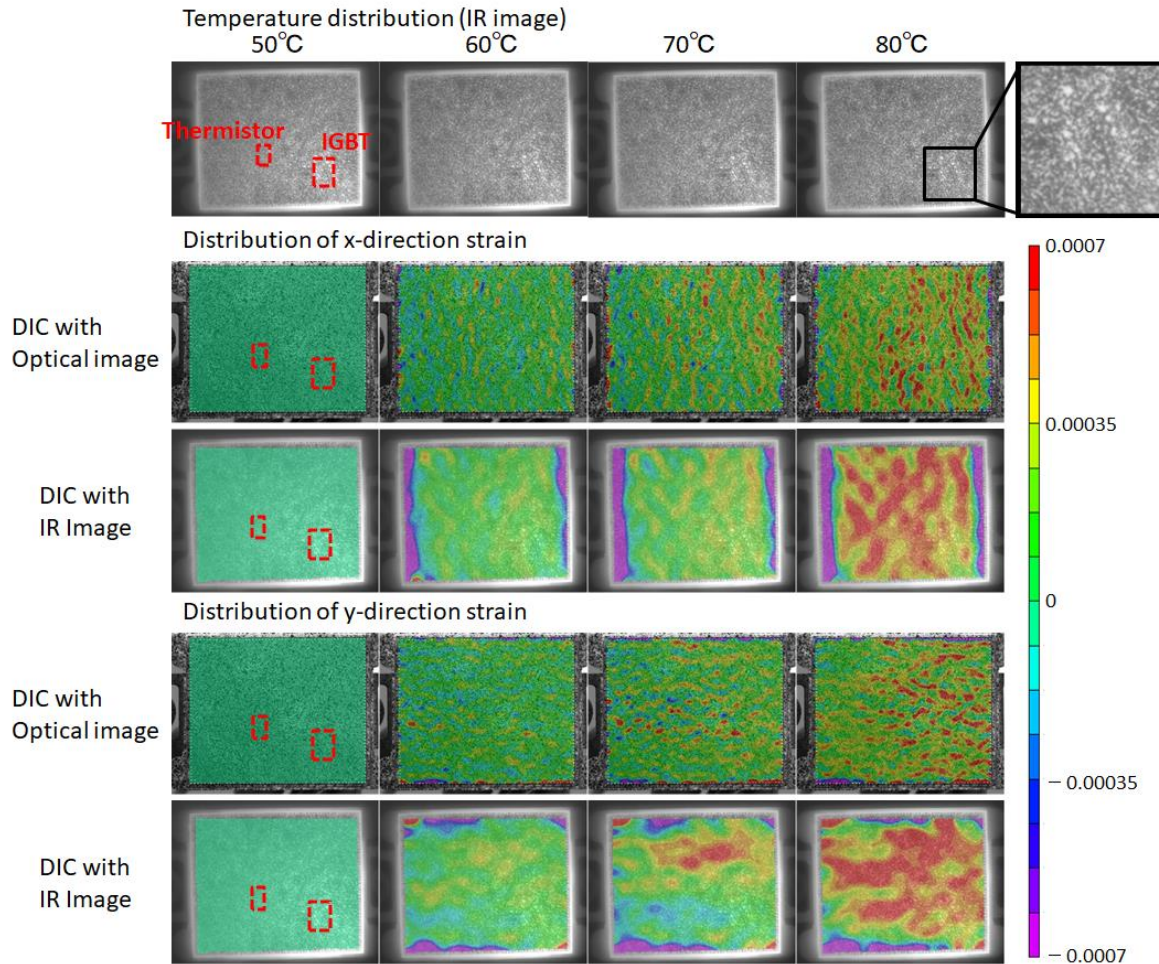 Temperature distribution (IR image)
50℃
60℃
70℃
80℃
Thermistor
IGBT
Distribution of x-direction strain
DIC with
Optical image
DIC with
IR Image
Distribution of y-direction strain
DIC with
Optical image
DIC with
IR Image
0.0007
0.00035
0
−0.00035
−0.0007